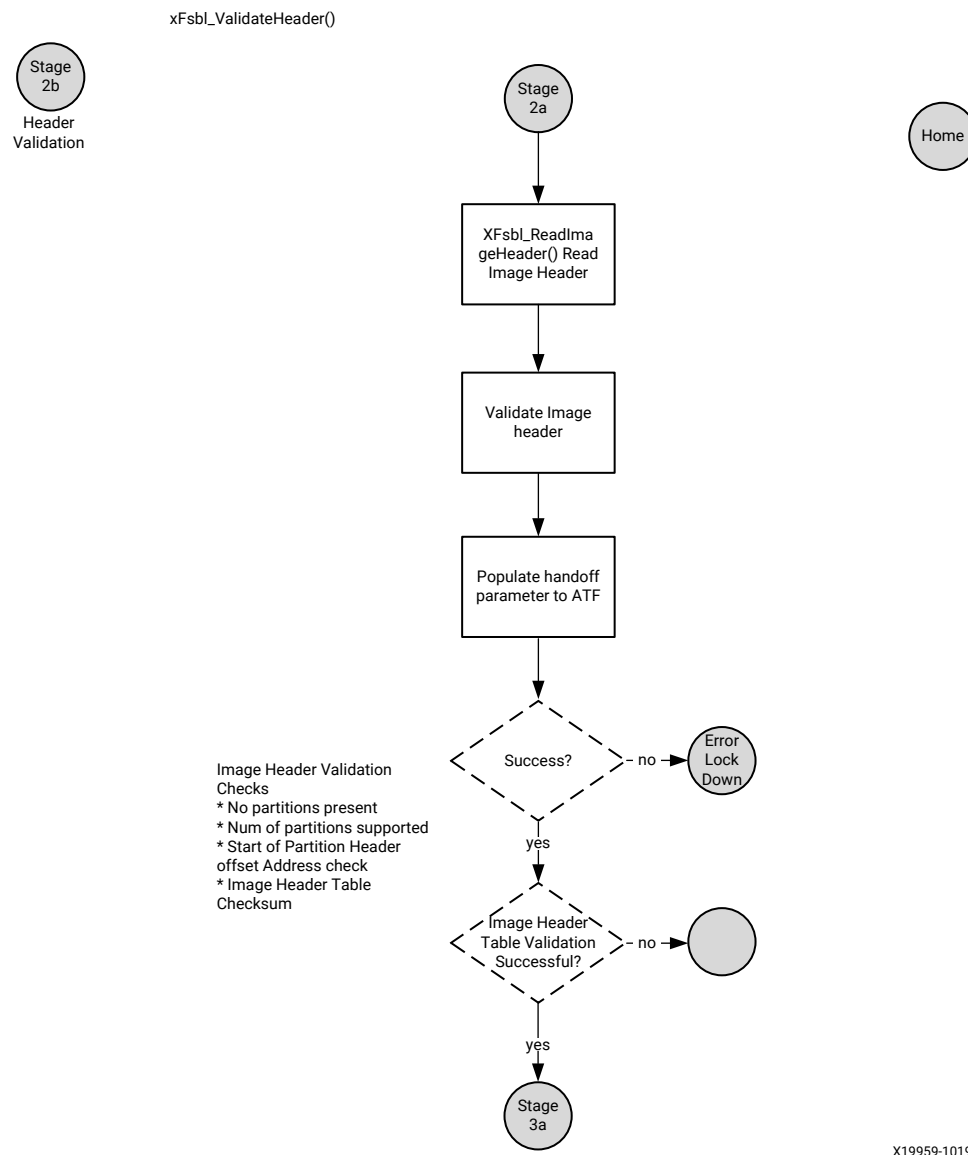 xFsbl_ValidateHeader()
Stage
2b
Header
Validation
Stage
2a
Home
XFsbl_ReadIma
geHeader() Read
Image Header
Validate Image
header
Populate handoff
parameter to ATF
Success?
no
Error
Lock
Down
yes
Image Header Validation
Checks
* No partitions present
* Num of partitions supported
* Start of Partition Header
offset Address check
* Image Header Table
Checksum
Image Header
Table Validation
Successful?
no
yes
Stage
3a
X19959-1019